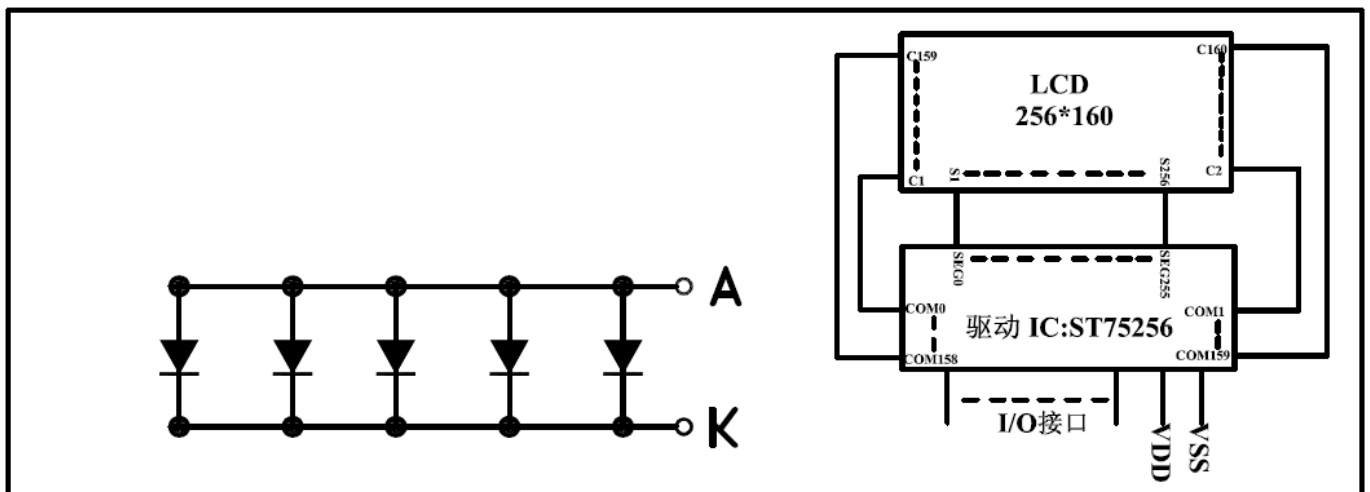 C159
C160
LCD
256*160
C1
S1
S256
C2
SEG0
SEG255
COM0
COM1
驱动 IC:ST75256
COM158
COM159
I/O接口
VDD
VSS
A
K